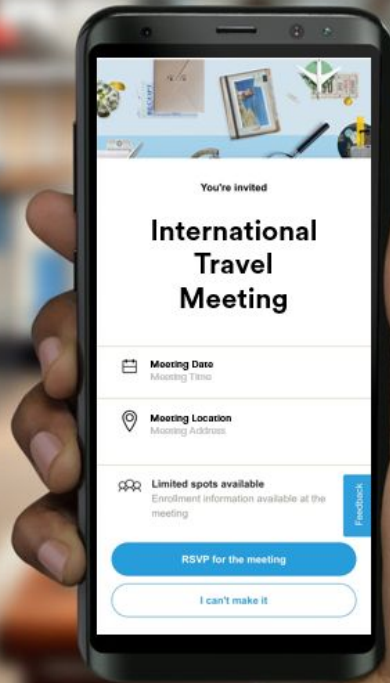 RECEIPT
You're invited
International
Travel
Meeting
Meeting Date
Meeting Time
Meeting Location
Meeting Address
Limited spots available
Enrollment information available at the
meeting
Feedback
RSVP for the meeting
I can't make it